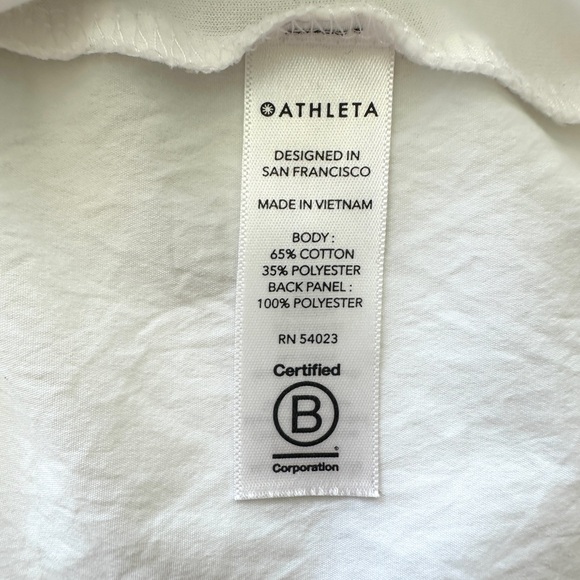 ATHLETA
DESIGNED IN
SAN FRANCISCO
MADE IN VIETNAM
BODY :
65% COTTON
35% POLYESTER
BACK PANEL :
100% POLYESTER
RN 54023
Certified
B
Corporation